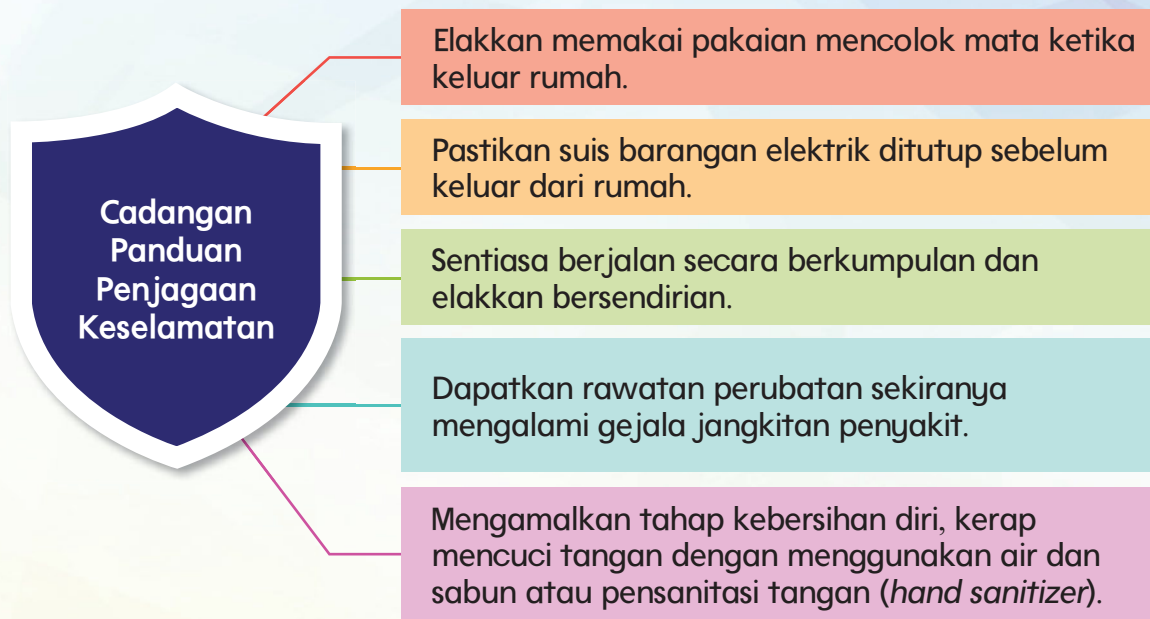 Cadangan
Panduan
Penjagaan
Keselamatan
Elakkan memakai pakaian mencolok mata ketika
keluar rumah.
Pastikan suis barangan elektrik ditutup sebelum
keluar dari rumah.
Sentiasa berjalan secara berkumpulan dan
elakkan bersendirian.
Dapatkan rawatan perubatan sekiranya
mengalami gejala jangkitan penyakit.
Mengamalkan tahap kebersihan diri, kerap
mencuci tangan dengan menggunakan air dan
sabun atau pensanitasi tangan (hand sanitizer).